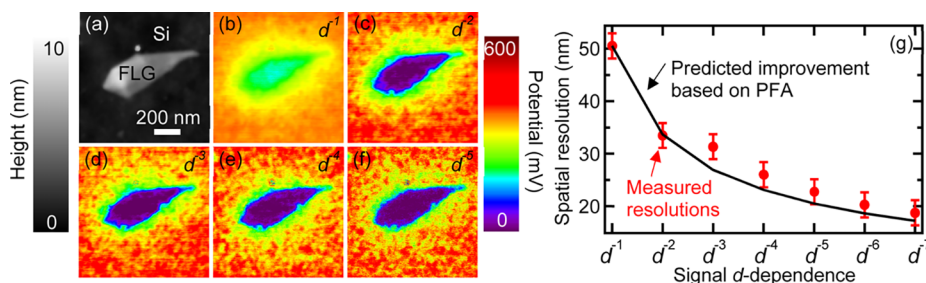 10
Height (nm)
0
(a)
Si
FLG
200 nm
(b)
d⁻¹
(c)
d⁻²
600
Potential (mV)
0
(d)
d⁻³
(e)
d⁻⁴
(f)
d⁻⁵
(g)
Spatial resolution (nm)
50
40
30
20
Predicted improvement
based on PFA
Measured
resolutions
d⁻¹ d⁻² d⁻³ d⁻⁴ d⁻⁵ d⁻⁶ d⁻⁷
Signal d-dependence